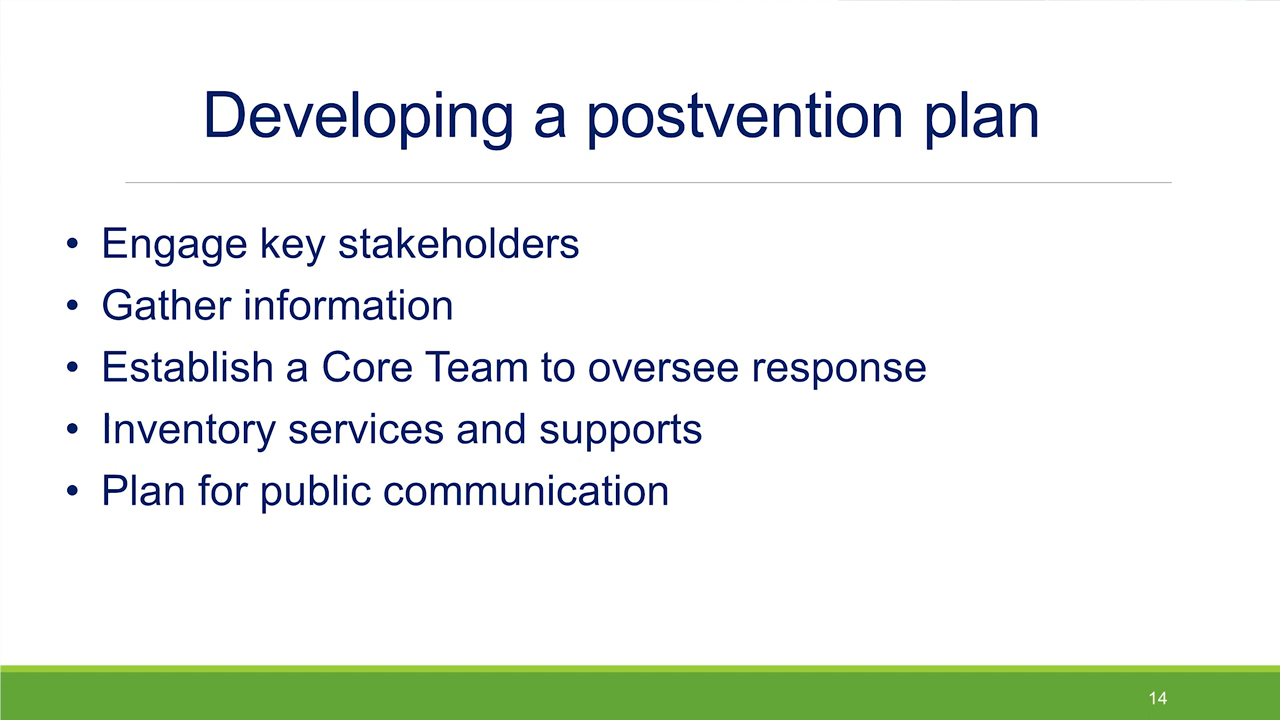 Developing a postvention plan
• Engage key stakeholders
• Gather information
• Establish a Core Team to oversee response
• Inventory services and supports
• Plan for public communication
14